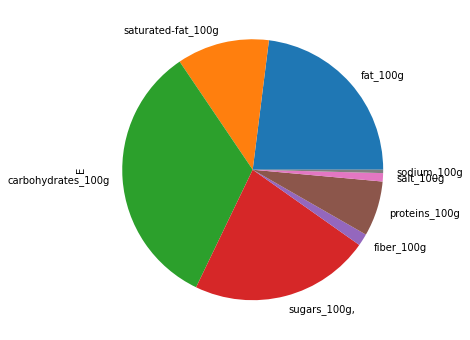 saturated-fat_100g
fat_100g
E
carbohydrates_100g
sodium_100g
salt_100g
proteins_100g
fiber_100g
sugars_100g,